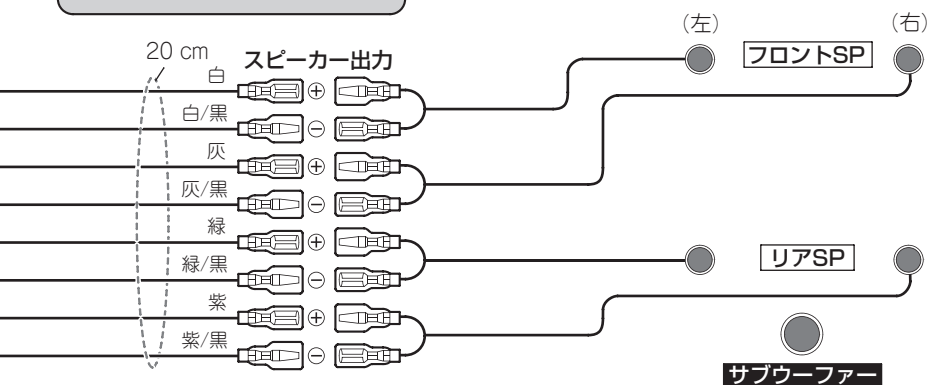 (左)
(右)
20 cm
スピーカー出力
フロントSP
白
⊕
白/黒
⊖
灰
⊕
灰/黒
⊖
緑
⊕
緑/黒
⊖
リアSP
紫
⊕
紫/黒
⊖
サブウーファー